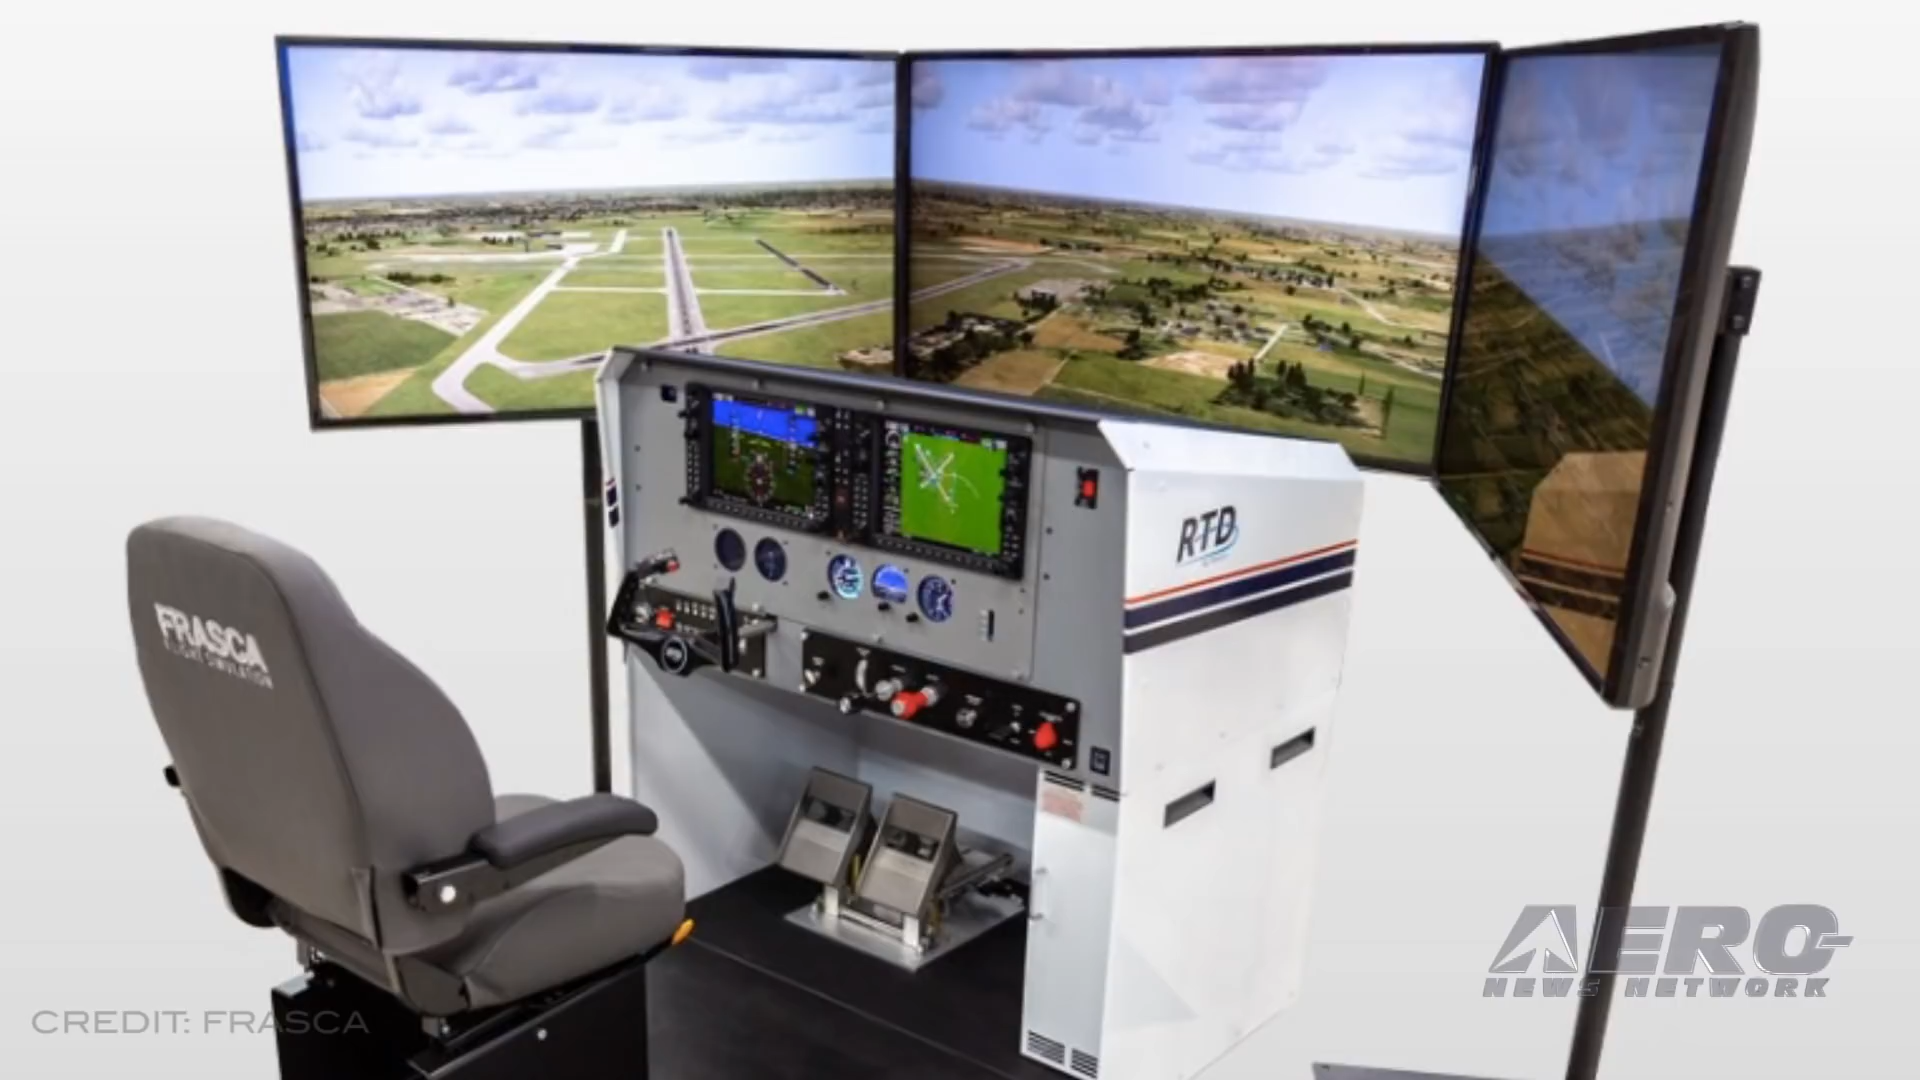 RTD
FRASCA
FLIGHT SIMULATION
AERO-
NEWS NETWORK
CREDIT: FRASCA